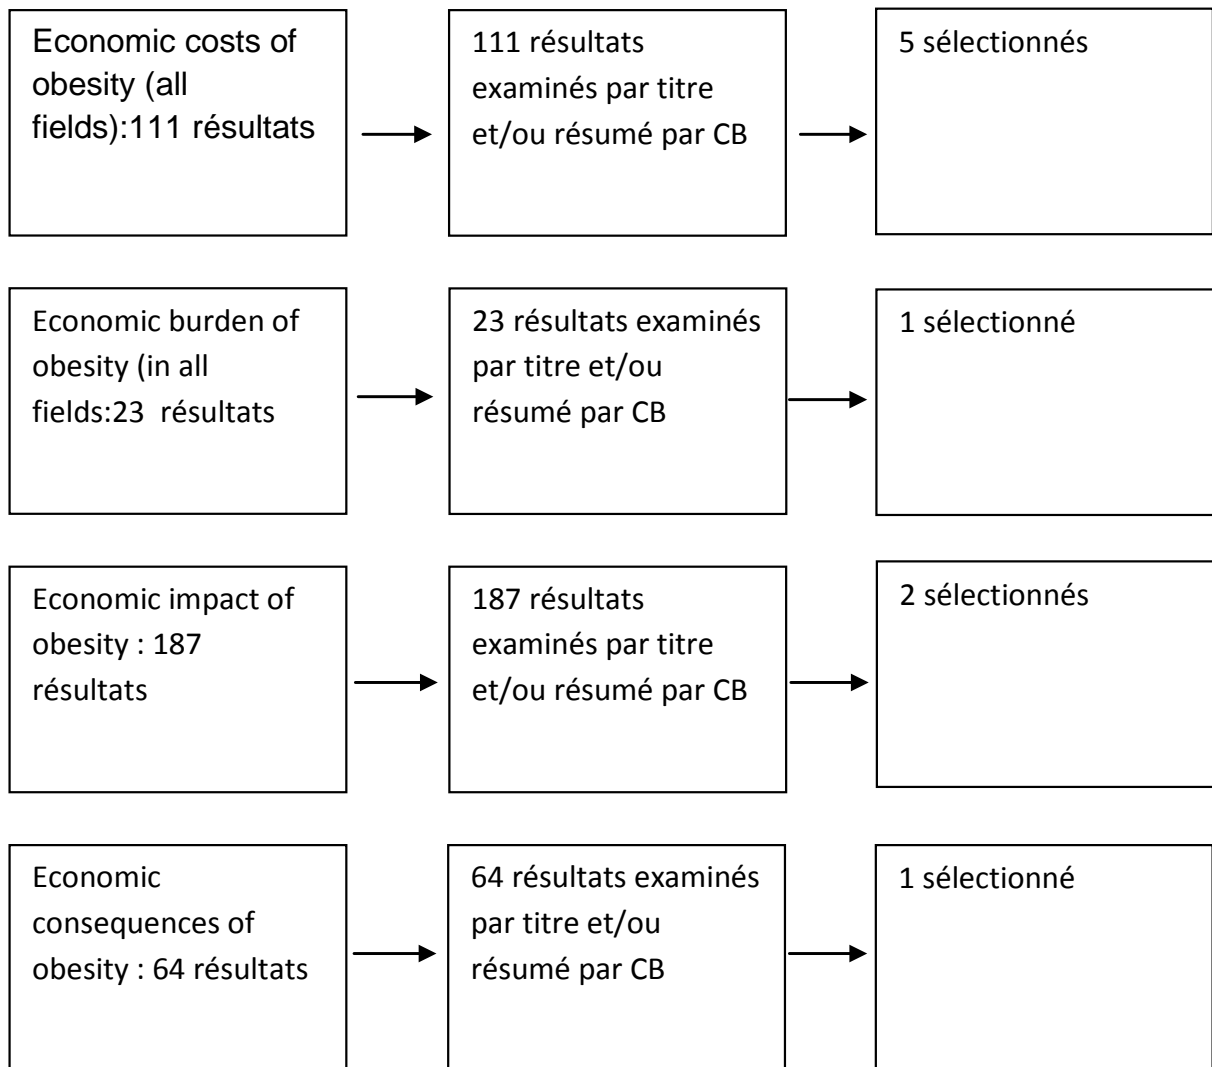 Economic costs of
obesity (all
fields):111 résultats
111 résultats
examinés par titre
et/ou résumé par CB
5 sélectionnés
Economic burden of
obesity (in all
fields:23  résultats
23 résultats examinés
par titre et/ou
résumé par CB
1 sélectionné
Economic impact of
obesity : 187
résultats
187 résultats
examinés par titre
et/ou résumé par CB
2 sélectionnés
Economic
consequences of
obesity : 64 résultats
64 résultats examinés
par titre et/ou
résumé par CB
1 sélectionné